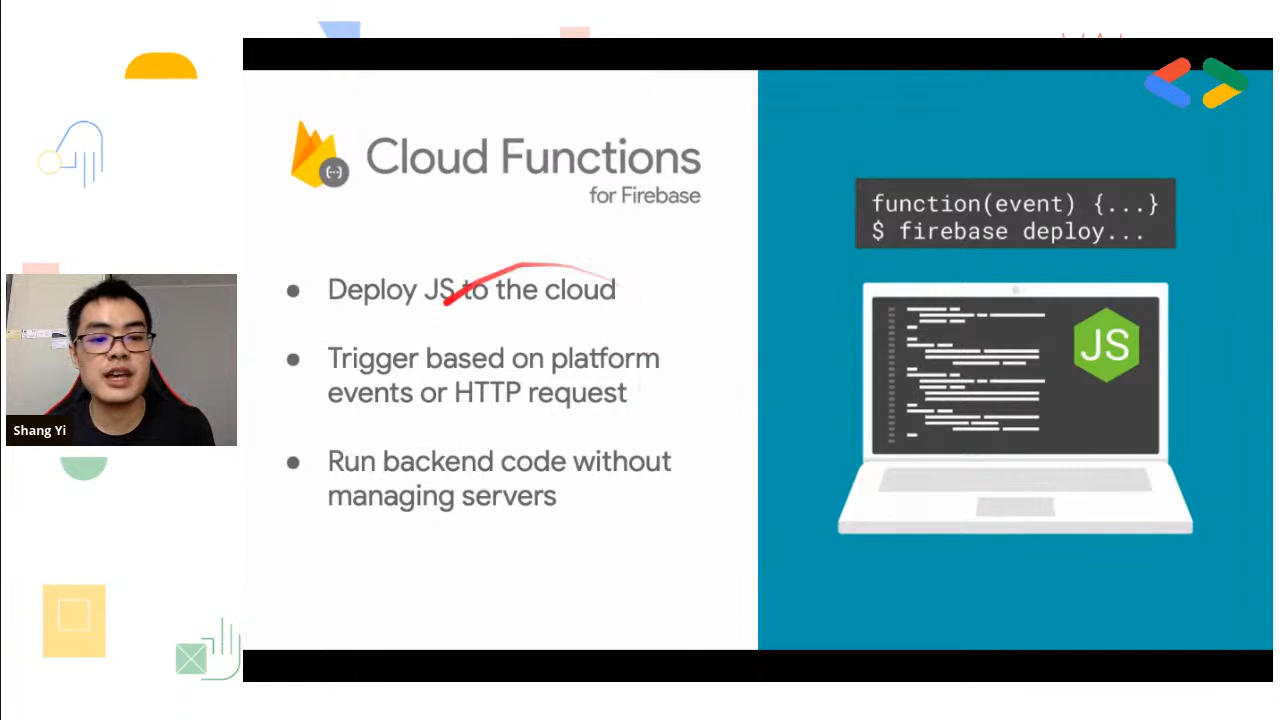 Cloud Functions
for Firebase
● Deploy JS to the cloud
● Trigger based on platform
events or HTTP request
● Run backend code without
managing servers
function(event) {...}
$ firebase deploy...
JS
Shang Yi